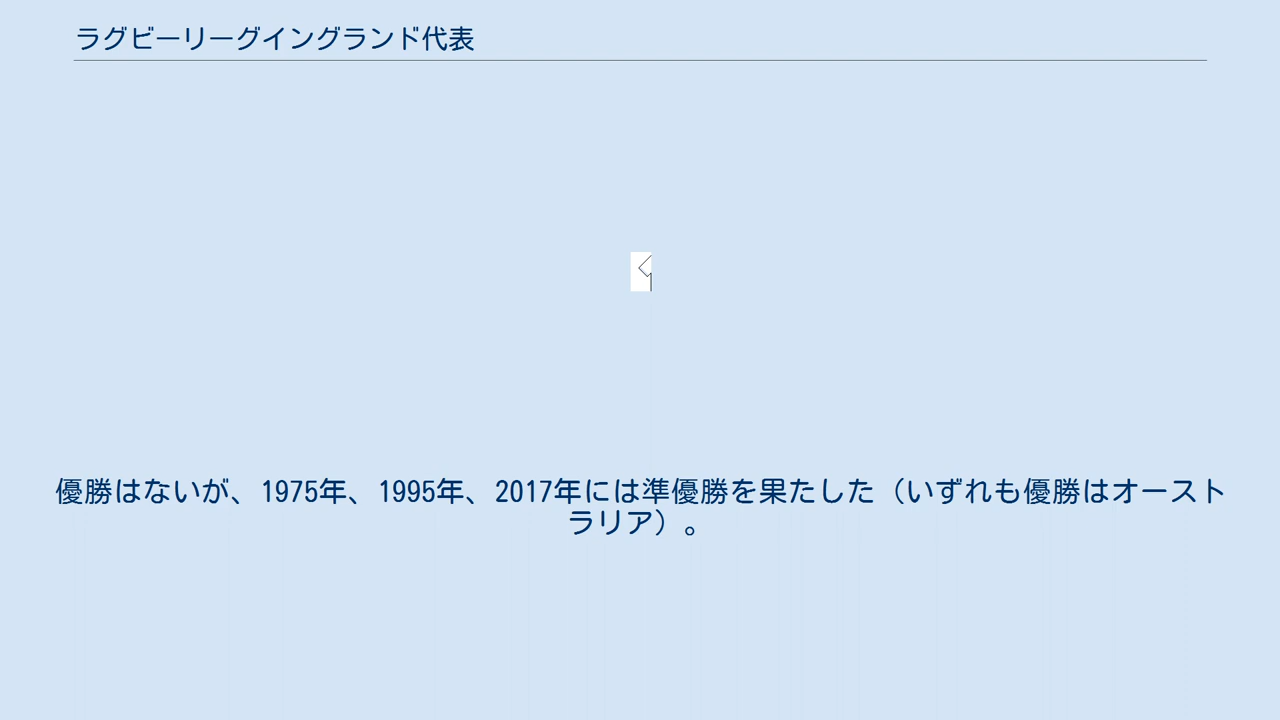 ラグビーリーグイングランド代表
優勝はないが、1975年、1995年、2017年には準優勝を果たした（いずれも優勝はオースト
ラリア）。